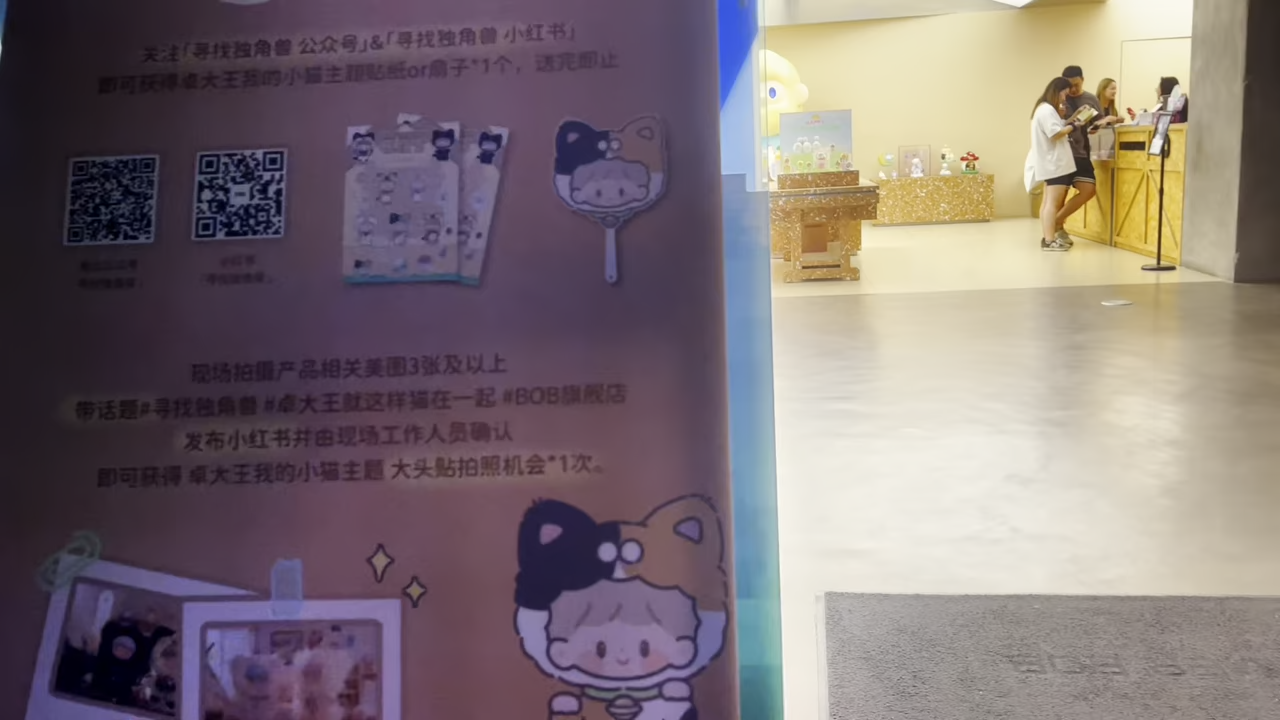 关注「寻找独角兽 公众号」&「寻找独角兽 小红书」
即可获得卓大王我的小猫主题贴纸or扇子*1个，送完即止
现场拍摄产品相关美图3张及以上
带话题#寻找独角兽 #卓大王就这样猫在一起 #BOB旗舰店
发布小红书并由现场工作人员确认
即可获得 卓大王我的小猫主题 大头贴拍照机会*1次。